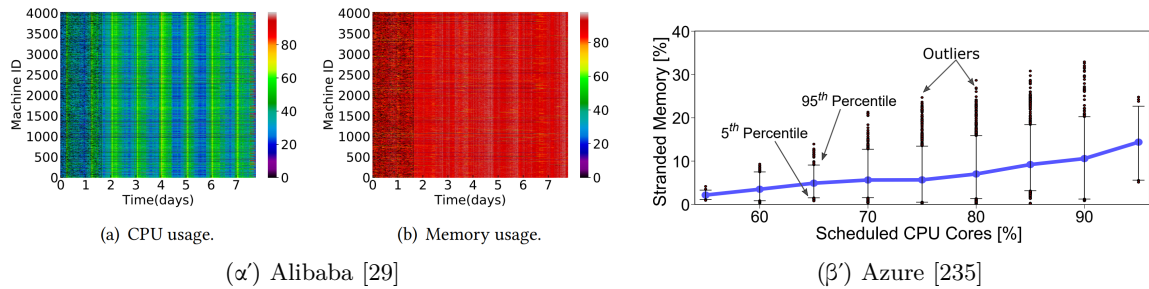 4000
3500
3000
2500
2000
1500
1000
500
0
Machine ID
0 1 2 3 4 5 6 7
Time(days)
80
60
40
20
0
(a) CPU usage.
4000
3500
3000
2500
2000
1500
1000
500
0
Machine ID
0 1 2 3 4 5 6 7
Time(days)
80
60
40
20
0
(b) Memory usage.
(α′) Alibaba [29]
40
30
20
10
0
Stranded Memory [%]
Outliers
95th Percentile
5th Percentile
60 70 80 90
Scheduled CPU Cores [%]
(β′) Azure [235]